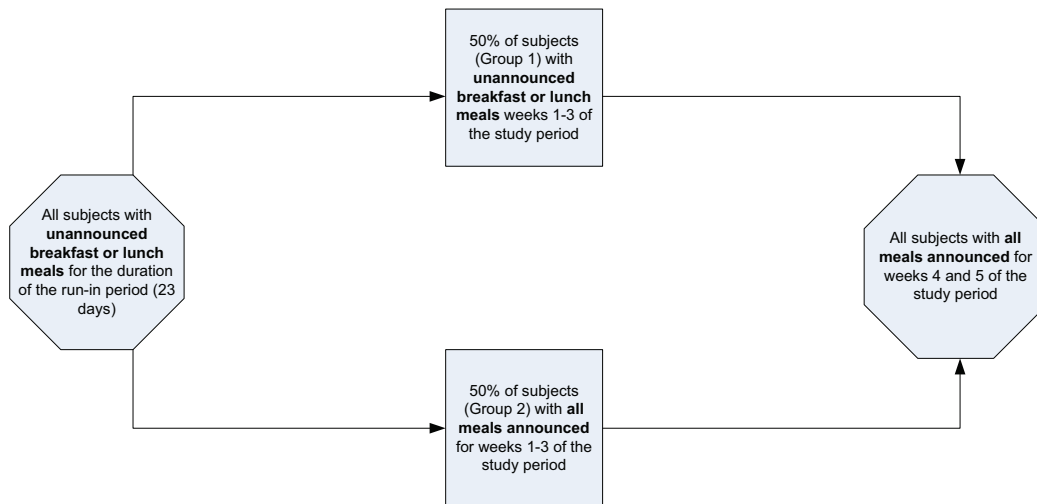 50% of subjects
(Group 1) with
unannounced
breakfast or lunch
meals weeks 1-3 of
the study period
All subjects with
unannounced
breakfast or lunch
meals for the duration
of the run-in period (23
days)
All subjects with all
meals announced for
weeks 4 and 5 of the
study period
50% of subjects
(Group 2) with all
meals announced
for weeks 1-3 of the
study period